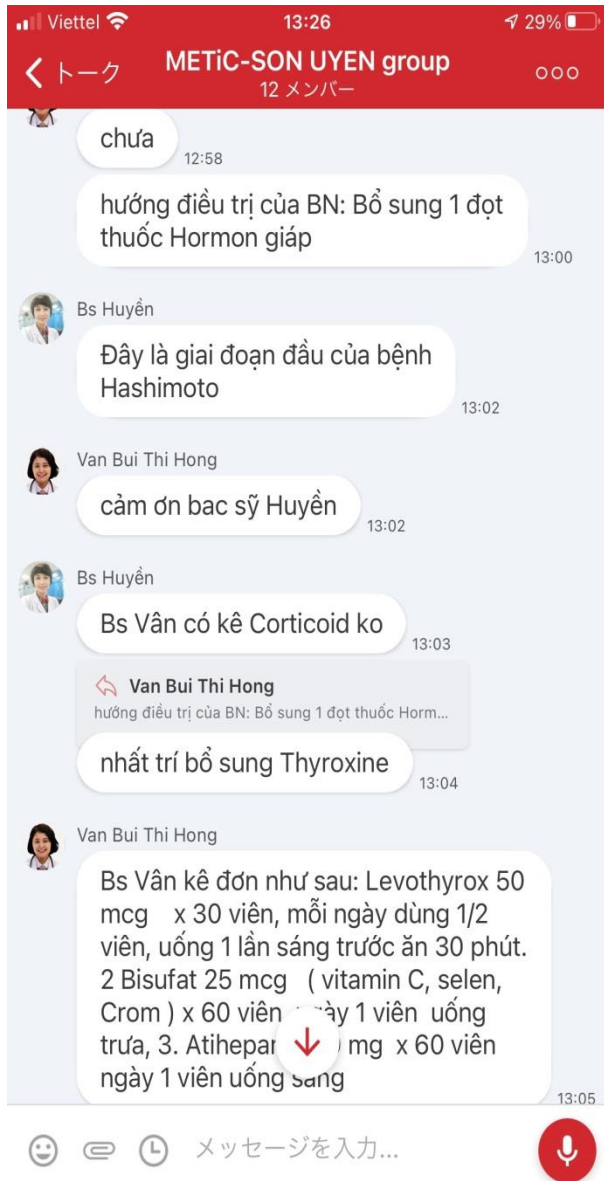 Viettel 13:26 29%
トーク METiC-SON UYEN group
12 メンバー
chưa
12:58
hướng điều trị của BN: Bổ sung 1 đợt
thuốc Hormon giáp
13:00
Bs Huyền
Đây là giai đoạn đầu của bệnh
Hashimoto
13:02
Van Bui Thi Hong
cảm ơn bac sỹ Huyền
13:02
Bs Huyền
Bs Vân có kê Corticoid ko
13:03
Van Bui Thi Hong
hướng điều trị của BN: Bổ sung 1 đợt thuốc Horm...
nhất trí bổ sung Thyroxine
13:04
Van Bui Thi Hong
Bs Vân kê đơn như sau: Levothyrox 50
mcg x 30 viên, mỗi ngày dùng 1/2
viên, uống 1 lần sáng trước ăn 30 phút.
2 Bisufat 25 mcg ( vitamin C, selen,
Crom ) x 60 viên 1 viên uống
trưa, 3. mg x 60 viên
ngày 1 viên uống sáng
13:05
メッセージを入力...